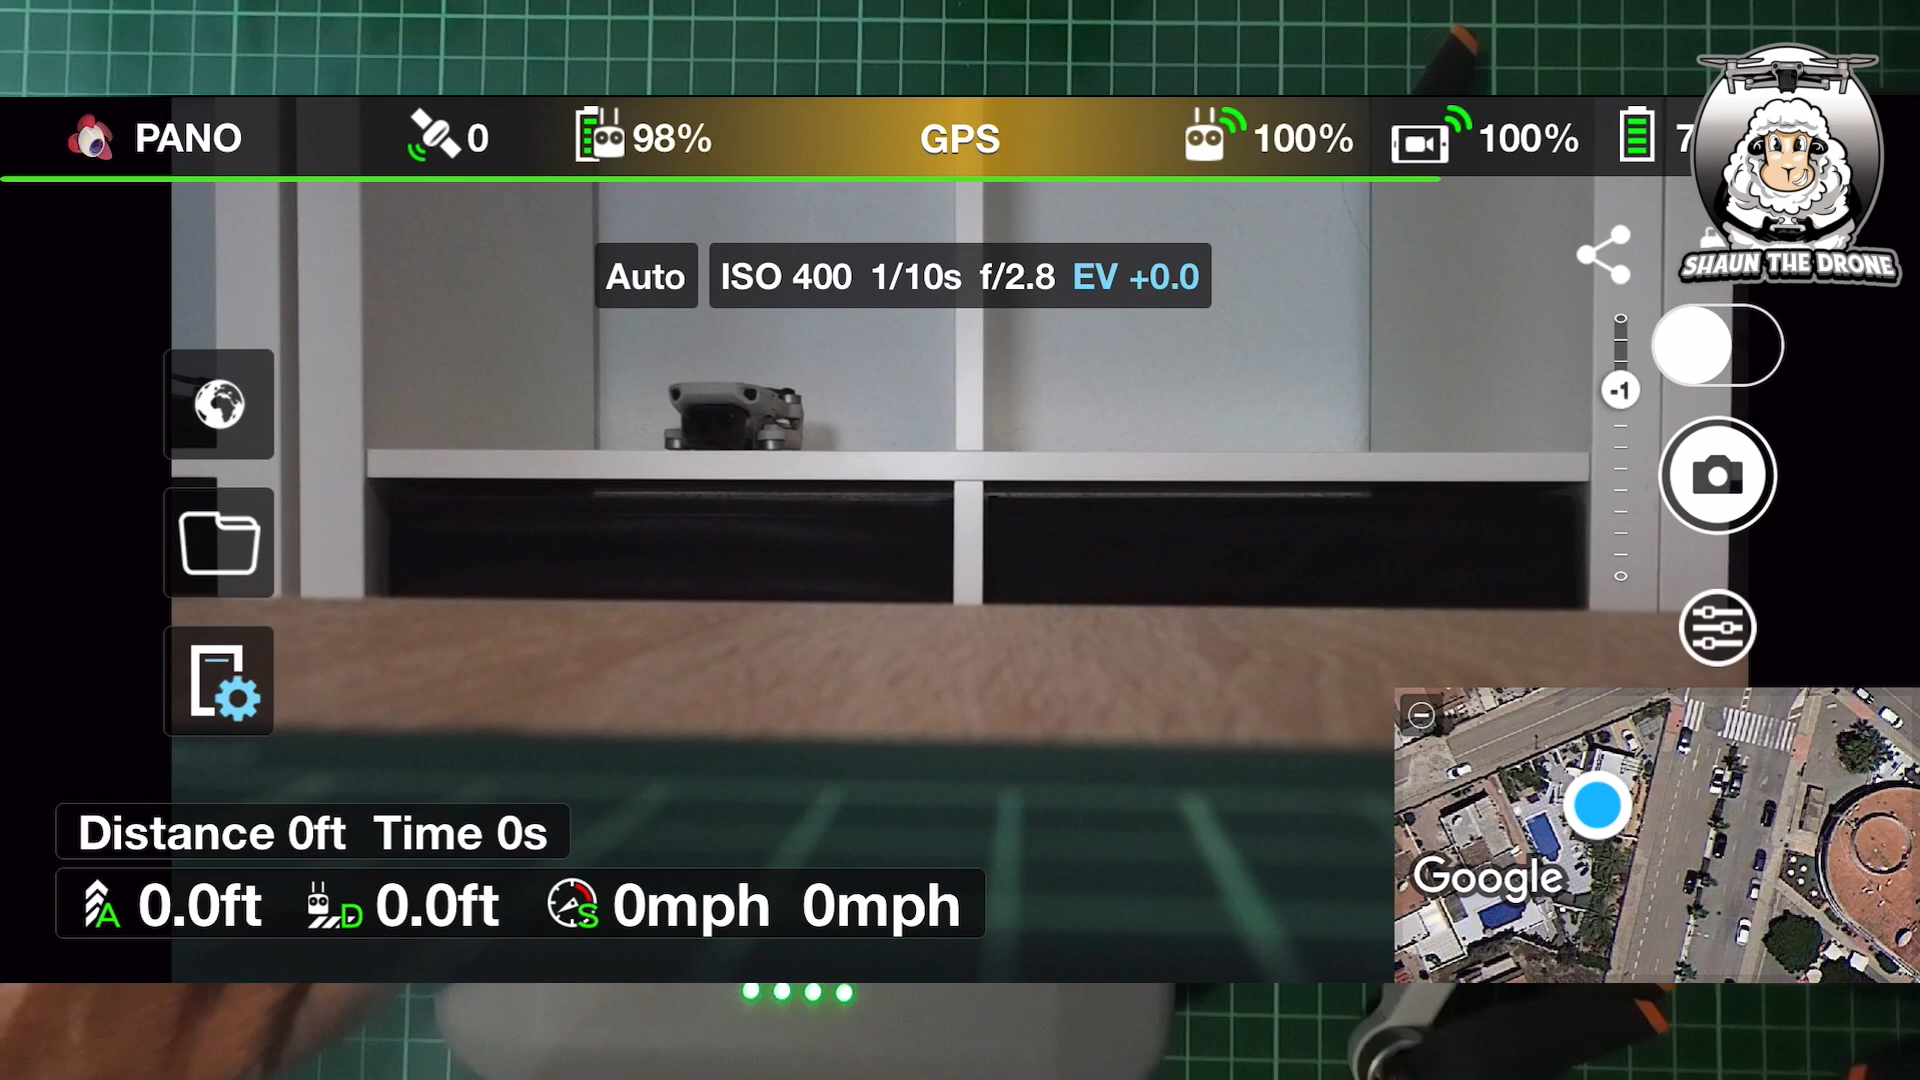 PANO 0 98% GPS 100% 100% 7
SHAUN THE DRONE
Auto ISO 400 1/10s f/2.8 EV +0.0
-1
Distance 0ft Time 0s
A 0.0ft D 0.0ft S 0mph 0mph
Google